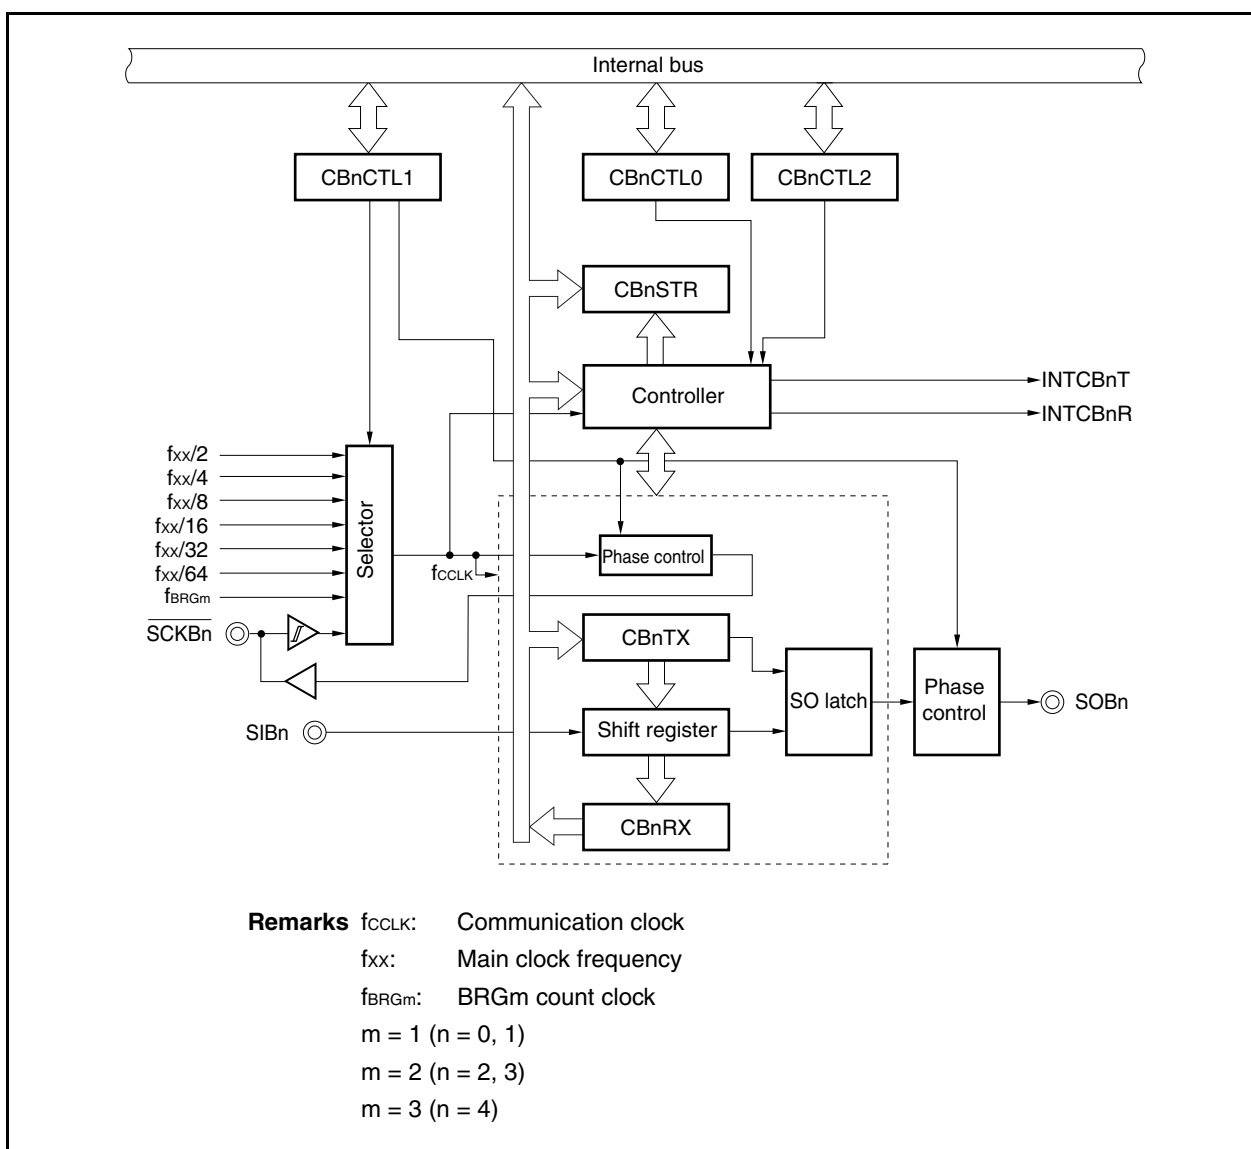 Internal bus
CBnCTL1
CBnCTL0
CBnCTL2
CBnSTR
Controller
INTCBnT
INTCBnR
fXX/2
fXX/4
fXX/8
fXX/16
fXX/32
fXX/64
fBRGm
SCKBn
Selector
fCCLK
Phase control
CBnTX
SO latch
Phase
control
SOBn
SIBn
Shift register
CBnRX
Remarks fCCLK: Communication clock
fXX: Main clock frequency
fBRGm: BRGm count clock
m = 1 (n = 0, 1)
m = 2 (n = 2, 3)
m = 3 (n = 4)